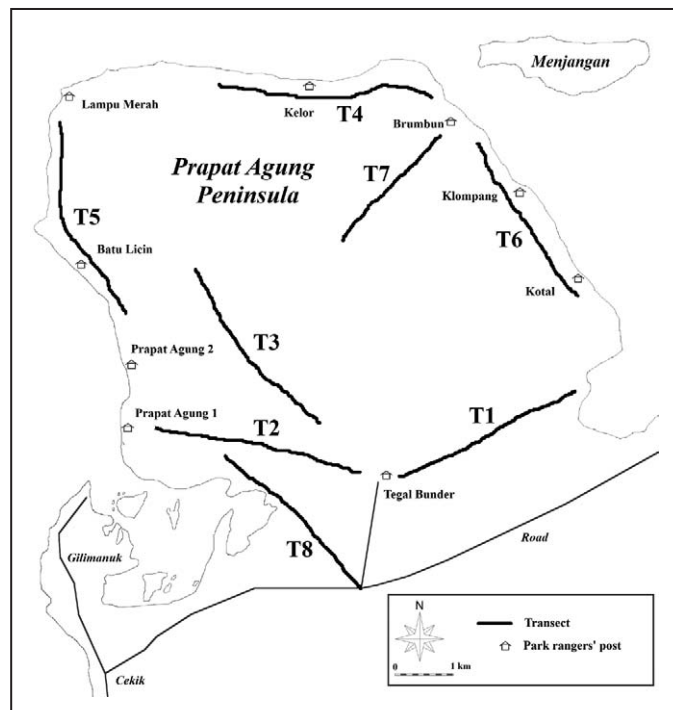 Menjangan
Lampu Merah
Kelor
T4
Brumbun
Prapat Agung
Peninsula
T7
Klompang
T5
T6
Batu Licin
Kotal
T3
Prapat Agung 2
Prapat Agung 1
T2
T1
Tegal Bunder
Road
T8
Gilimanuk
Cekik
N
Transect
Park rangers' post
0 1 km